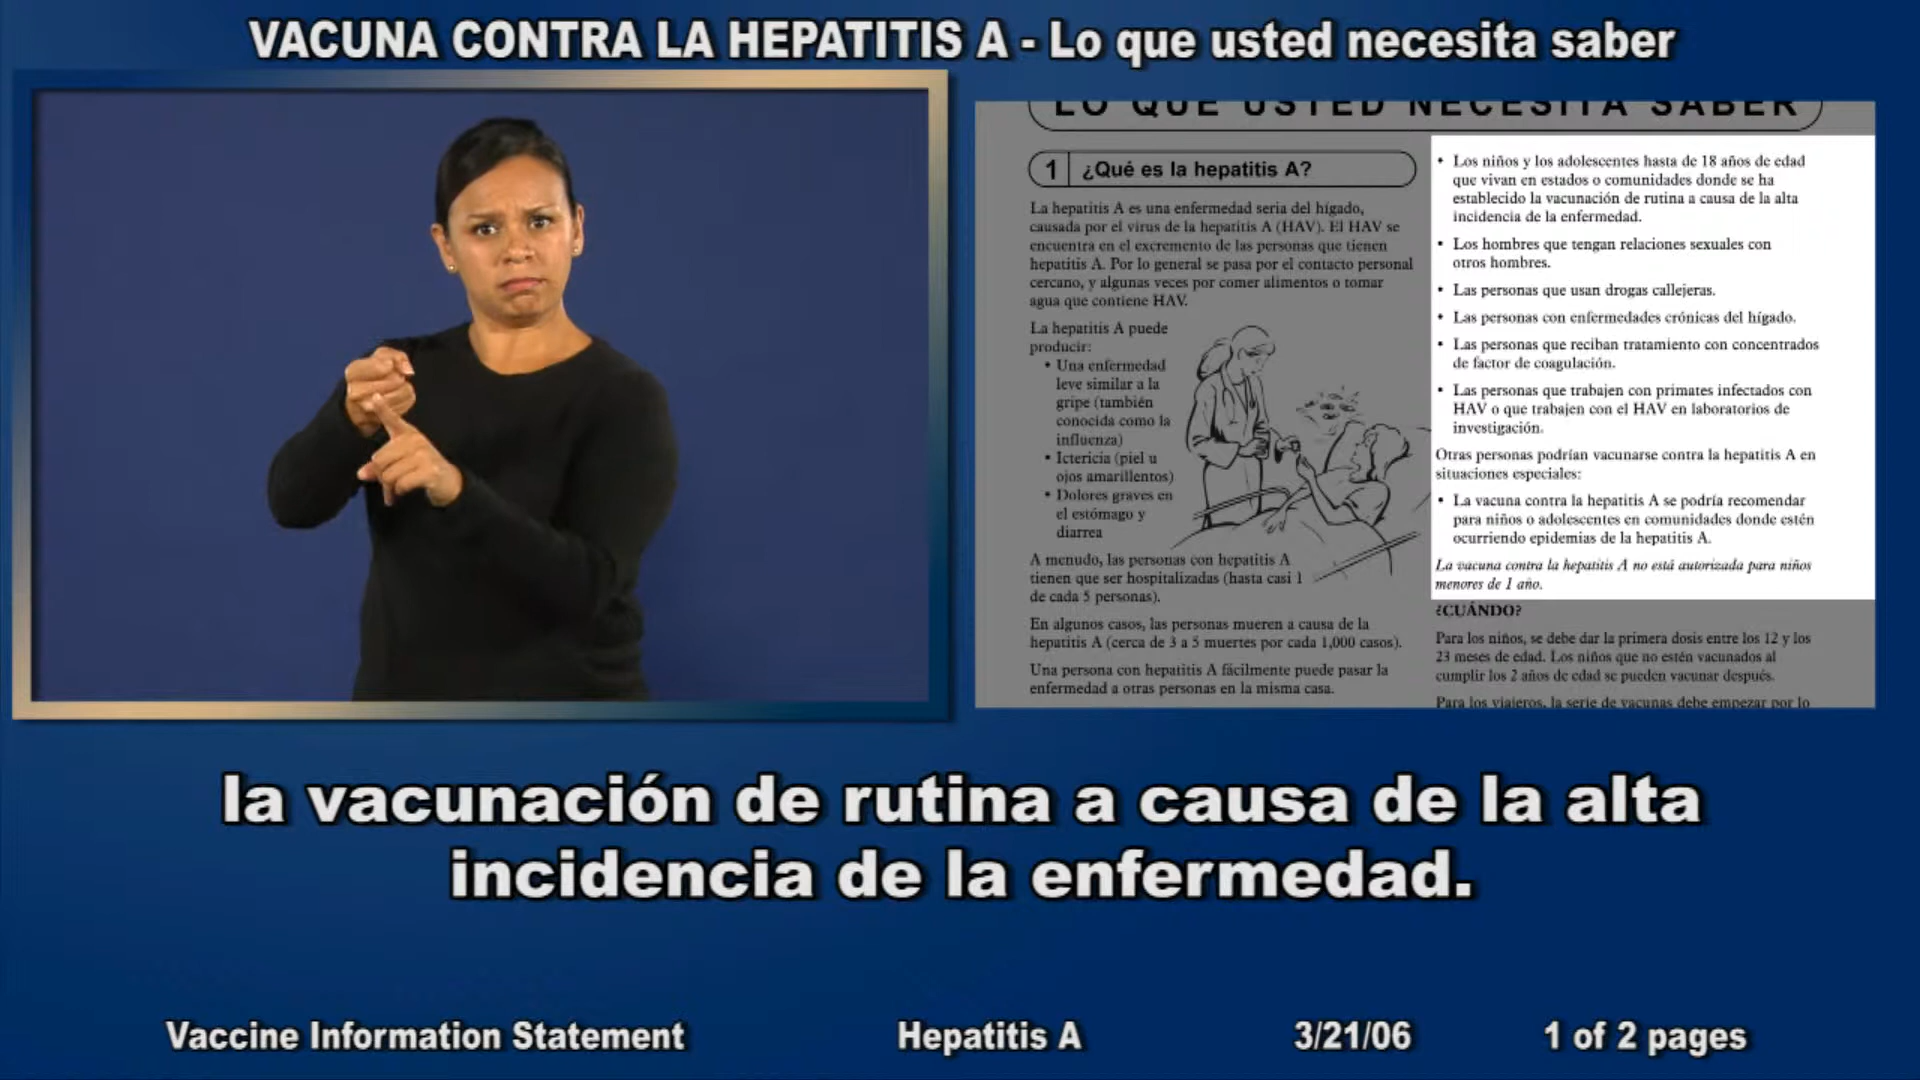 VACUNA CONTRA LA HEPATITIS A - Lo que usted necesita saber
LO QUE USTED NECESITA SABER
1 ¿Qué es la hepatitis A?
La hepatitis A es una enfermedad seria del hígado,
causada por el virus de la hepatitis A (HAV). El HAV se
encuentra en el excremento de las personas que tienen
hepatitis A. Por lo general se pasa por el contacto personal
cercano, y algunas veces por comer alimentos o tomar
agua que contiene HAV.
La hepatitis A puede
producir:
• Una enfermedad
leve similar a la
gripe (también
conocida como la
influenza)
• Ictericia (piel u
ojos amarillentos)
• Dolores graves en
el estómago y
diarrea
A menudo, las personas con hepatitis A
tienen que ser hospitalizadas (hasta casi 1
de cada 5 personas).
En algunos casos, las personas mueren a causa de la
hepatitis A (cerca de 3 a 5 muertes por cada 1,000 casos).
Una persona con hepatitis A fácilmente puede pasar la
enfermedad a otras personas en la misma casa.
• Los niños y los adolescentes hasta de 18 años de edad
que vivan en estados o comunidades donde se ha
establecido la vacunación de rutina a causa de la alta
incidencia de la enfermedad.
• Los hombres que tengan relaciones sexuales con
otros hombres.
• Las personas que usan drogas callejeras.
• Las personas con enfermedades crónicas del hígado.
• Las personas que reciban tratamiento con concentrados
de factor de coagulación.
• Las personas que trabajen con primates infectados con
HAV o que trabajen con el HAV en laboratorios de
investigación.
Otras personas podrían vacunarse contra la hepatitis A en
situaciones especiales:
• La vacuna contra la hepatitis A se podría recomendar
para niños o adolescentes en comunidades donde estén
ocurriendo epidemias de la hepatitis A.
La vacuna contra la hepatitis A no está autorizada para niños
menores de 1 año.
¿CUÁNDO?
Para los niños, se debe dar la primera dosis entre los 12 y los
23 meses de edad. Los niños que no estén vacunados al
cumplir los 2 años de edad se pueden vacunar después.
Para los viajeros, la serie de vacunas debe empezar por lo
la vacunación de rutina a causa de la alta
incidencia de la enfermedad.
Vaccine Information Statement Hepatitis A 3/21/06 1 of 2 pages